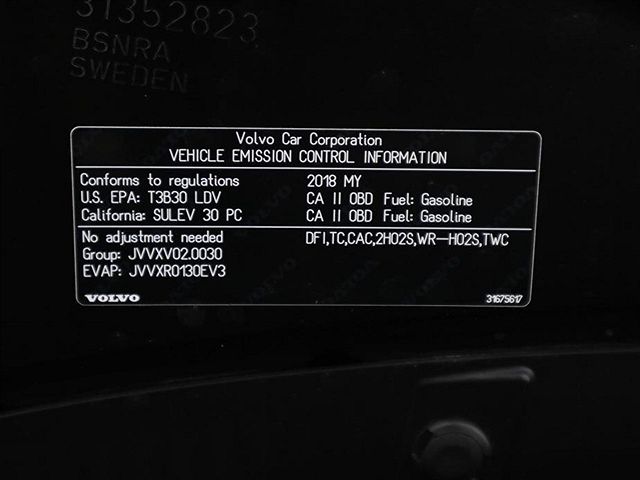 31352823
BSNRA
SWEDEN
Volvo Car Corporation
VEHICLE EMISSION CONTROL INFORMATION
Conforms to regulations 2018 MY
U.S. EPA: T3B30 LDV CA II OBD Fuel: Gasoline
California: SULEV 30 PC CA II OBD Fuel: Gasoline
No adjustment needed DFI,TC,CAC,2HO2S,WR-HO2S,TWC
Group: JVVXV02.0030
EVAP: JVVXR0130EV3
VOLVO 31675617